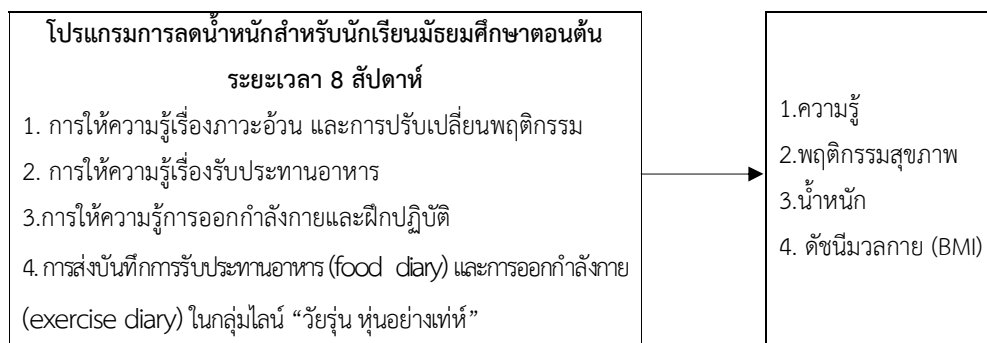 โปรแกรมการลดน้ำหนักสำหรับนักเรียนมัธยมศึกษาตอนต้น
ระยะเวลา 8 สัปดาห์
1. การให้ความรู้เรื่องภาวะอ้วน และการปรับเปลี่ยนพฤติกรรม
2. การให้ความรู้เรื่องรับประทานอาหาร
3.การให้ความรู้การออกกำลังกายและฝึกปฏิบัติ
4. การส่งบันทึกการรับประทานอาหาร (food diary) และการออกกำลังกาย
(exercise diary) ในกลุ่มไลน์ “วัยรุ่น หุ่นอย่างเท่ห์”
1.ความรู้
2.พฤติกรรมสุขภาพ
3.น้ำหนัก
4. ดัชนีมวลกาย (BMI)